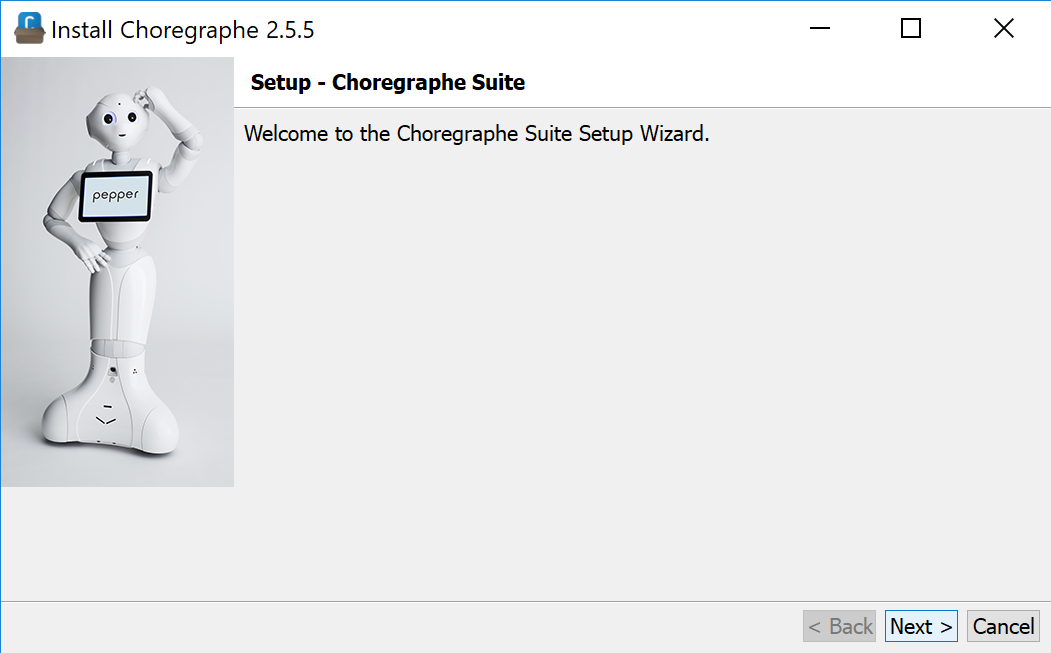 Install Choregraphe 2.5.5
Setup - Choregraphe Suite
Welcome to the Choregraphe Suite Setup Wizard.
pepper
< Back Next > Cancel